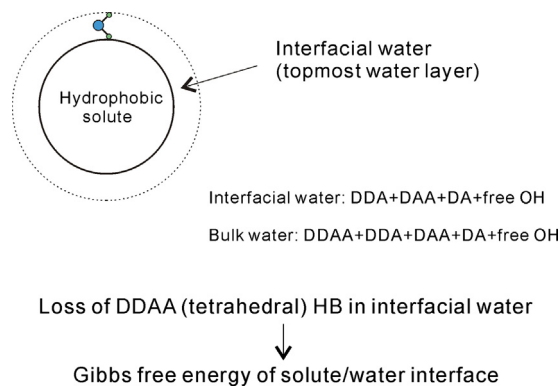 Interfacial water
(topmost water layer)
Hydrophobic
solute
Interfacial water: DDA+DAA+DA+free OH
Bulk water: DDAA+DDA+DAA+DA+free OH
Loss of DDAA (tetrahedral) HB in interfacial water
Gibbs free energy of solute/water interface